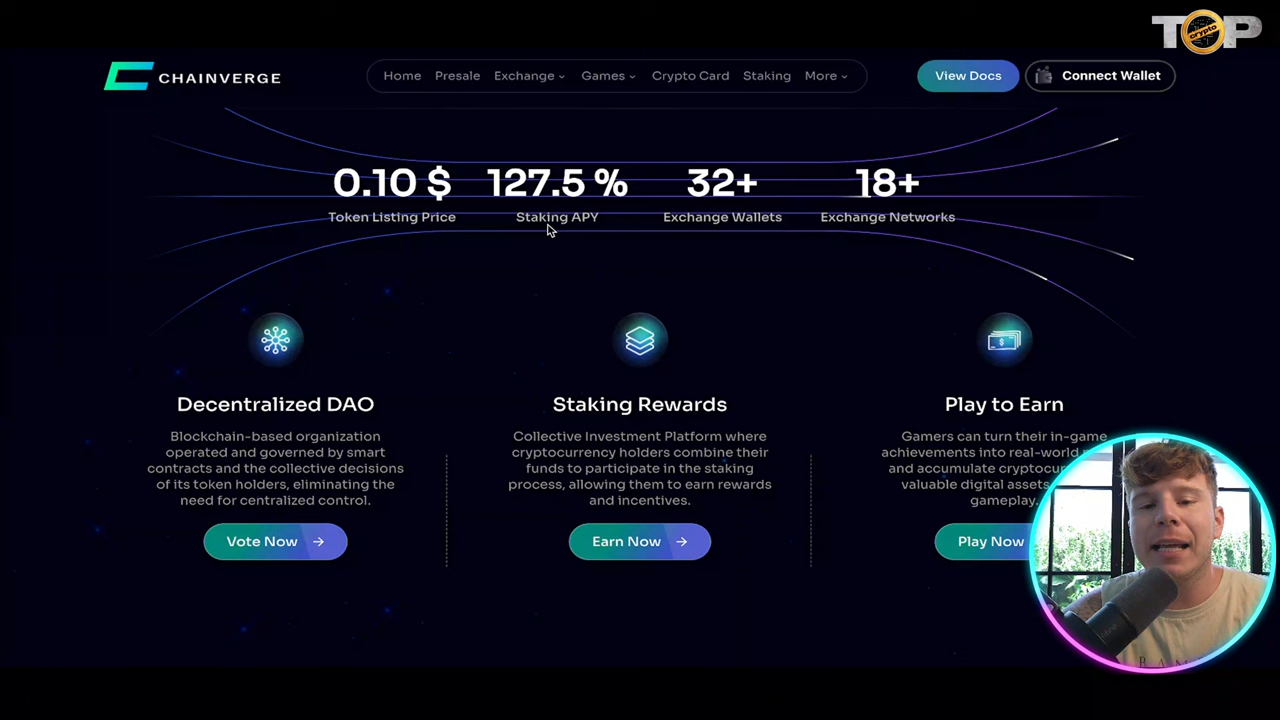 TOP
crypto
CHAINVERGE
Home Presale Exchange Games Crypto Card Staking More
View Docs
Connect Wallet
0.10 $ 127.5 % 32+ 18+
Token Listing Price Staking APY Exchange Wallets Exchange Networks
Decentralized DAO
Blockchain-based organization
operated and governed by smart
contracts and the collective decisions
of its token holders, eliminating the
need for centralized control.
Vote Now
Staking Rewards
Collective Investment Platform where
cryptocurrency holders combine their
funds to participate in the staking
process, allowing them to earn rewards
and incentives.
Earn Now
Play to Earn
Gamers can turn their in-game
achievements into real-world
and accumulate
valuable digital assets
gameplay.
Play Now